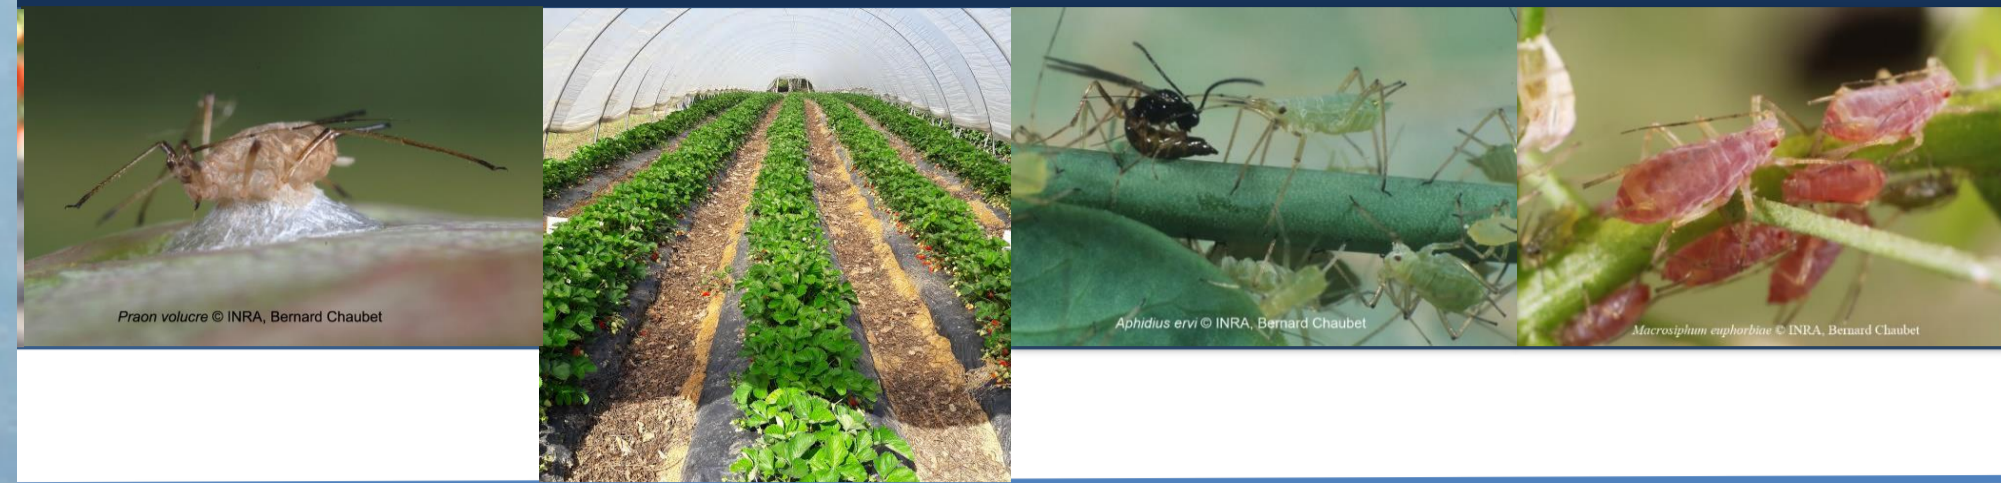 Praon volucre © INRA, Bernard Chaubet
Aphidius ervi © INRA, Bernard Chaubet
Macrosiphum euphorbiae © INRA, Bernard Chaubet